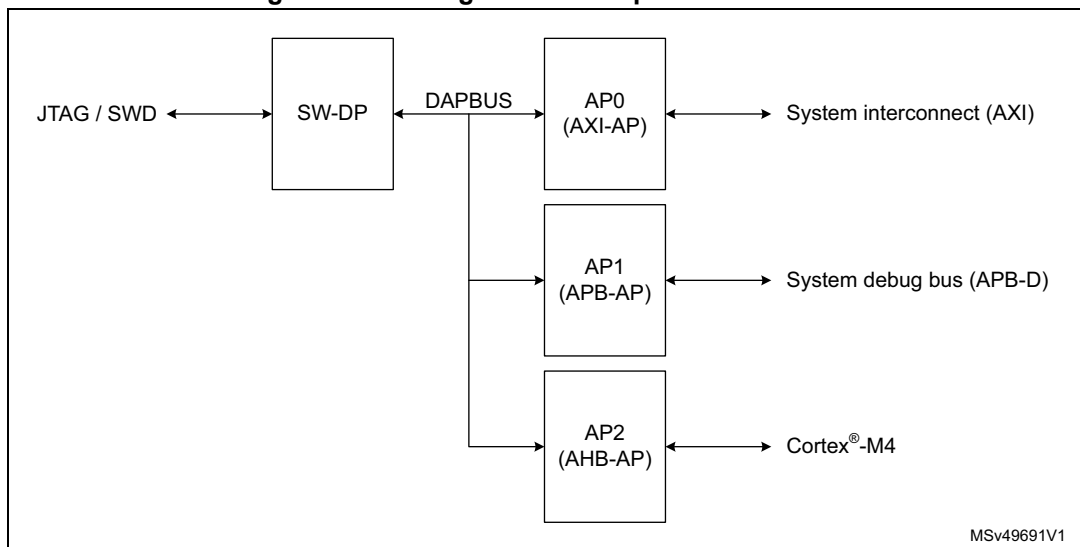 JTAG / SWD
SW-DP
DAPBUS
AP0
(AXI-AP)
System interconnect (AXI)
AP1
(APB-AP)
System debug bus (APB-D)
AP2
(AHB-AP)
Cortex®-M4
MSv49691V1